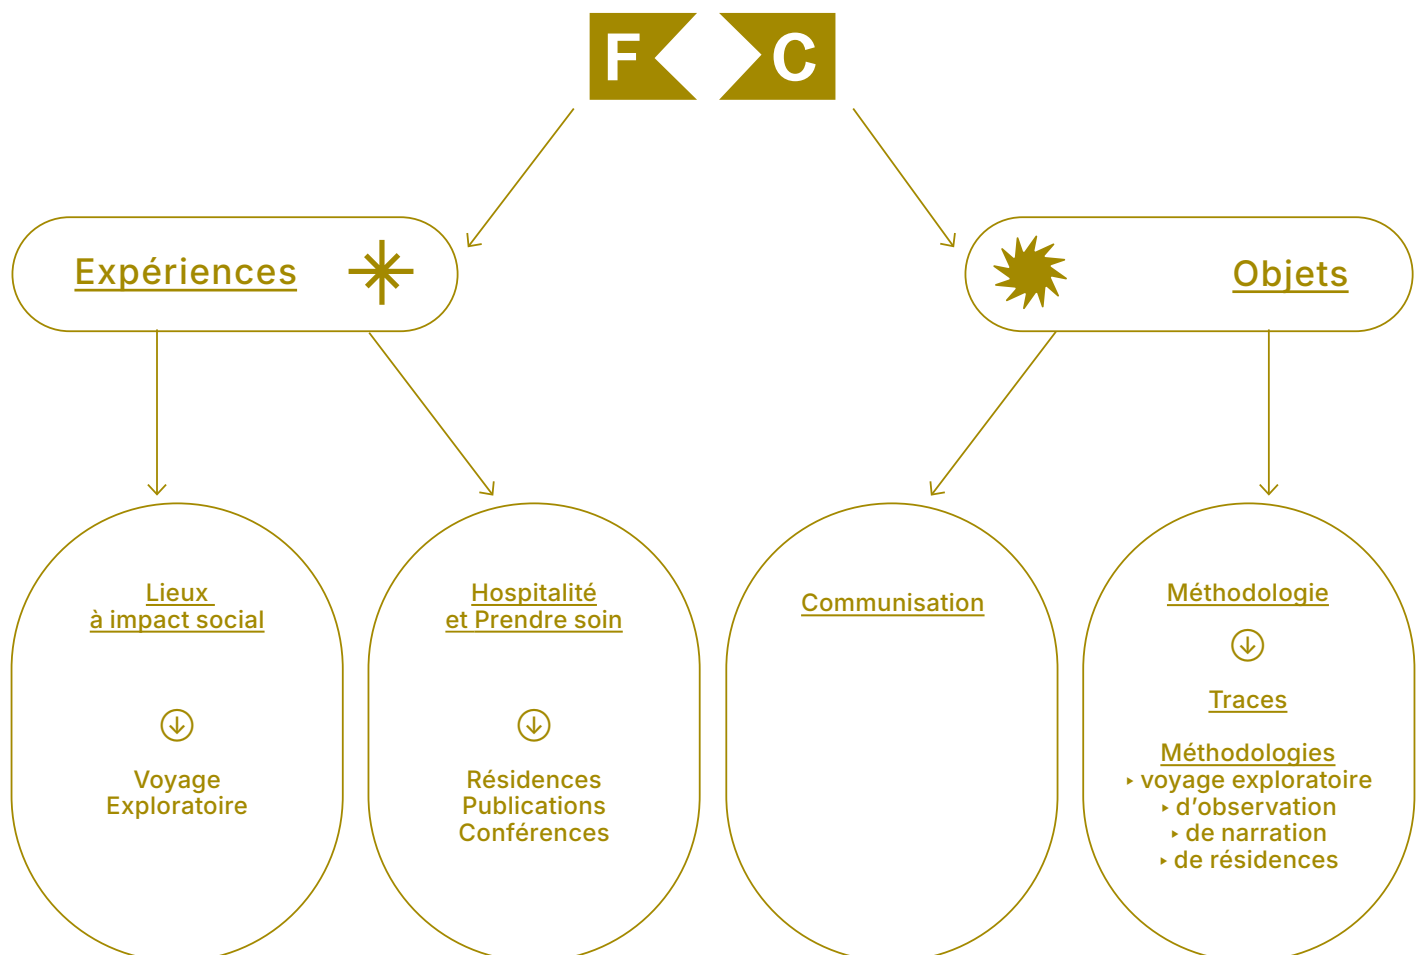 F C
Expériences
Objets
Lieux
à impact social
Voyage
Exploratoire
Hospitalité
et Prendre soin
Résidences
Publications
Conférences
Communisation
Méthodologie
Traces
Méthodologies
‣ voyage exploratoire
‣ d’observation
‣ de narration
‣ de résidences